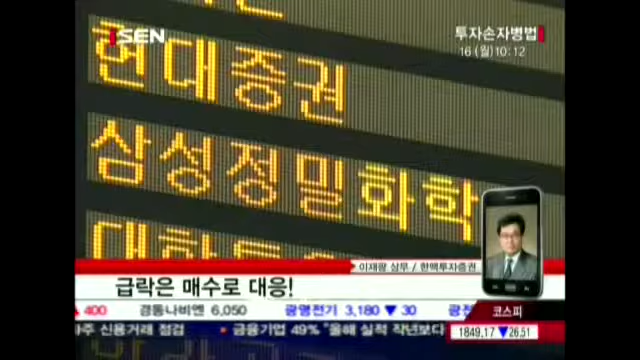 SEN
투자손자병법
16 (월) 10:12
현대증권
삼성정밀화학
이재광 상무 / 한맥투자증권
급락은 매수로 대응!
▲ 400 경동나비엔 6,050 광명전기 3,180 ▼ 30 광전
코스피
1849.17 ▼26.51
아주 신용거래 점검 ▶ 금융기업 49% "올해 실적 작년보다